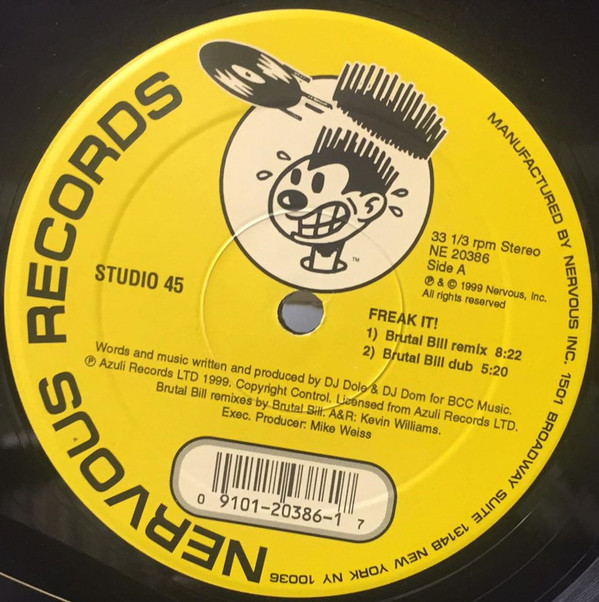 NERVOUS RECORDS
STUDIO 45
TM
33 1/3 rpm Stereo
NE 20386
Side A
℗ & © 1999 Nervous, Inc.
All rights reserved
FREAK IT!
1) Brutal Bill remix 8:22
2) Brutal Bill dub 5:20
Words and music written and produced by DJ Dole & DJ Dom for BCC Music.
℗ Azuli Records LTD 1999. Copyright Control. Licensed from Azuli Records LTD.
Brutal Bill remixes by Brutal Bill. A&R: Kevin Williams.
Exec. Producer: Mike Weiss
0 9101-20386-1 7
MANUFACTURED BY NERVOUS INC. 1501 BROADWAY SUITE 1314B NEW YORK NY 10036